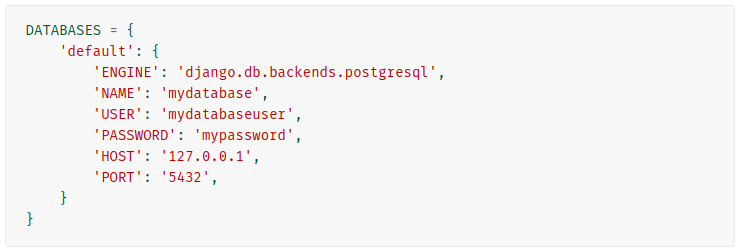 DATABASES = {
    'default': {
        'ENGINE': 'django.db.backends.postgresql',
        'NAME': 'mydatabase',
        'USER': 'mydatabaseuser',
        'PASSWORD': 'mypassword',
        'HOST': '127.0.0.1',
        'PORT': '5432',
    }
}